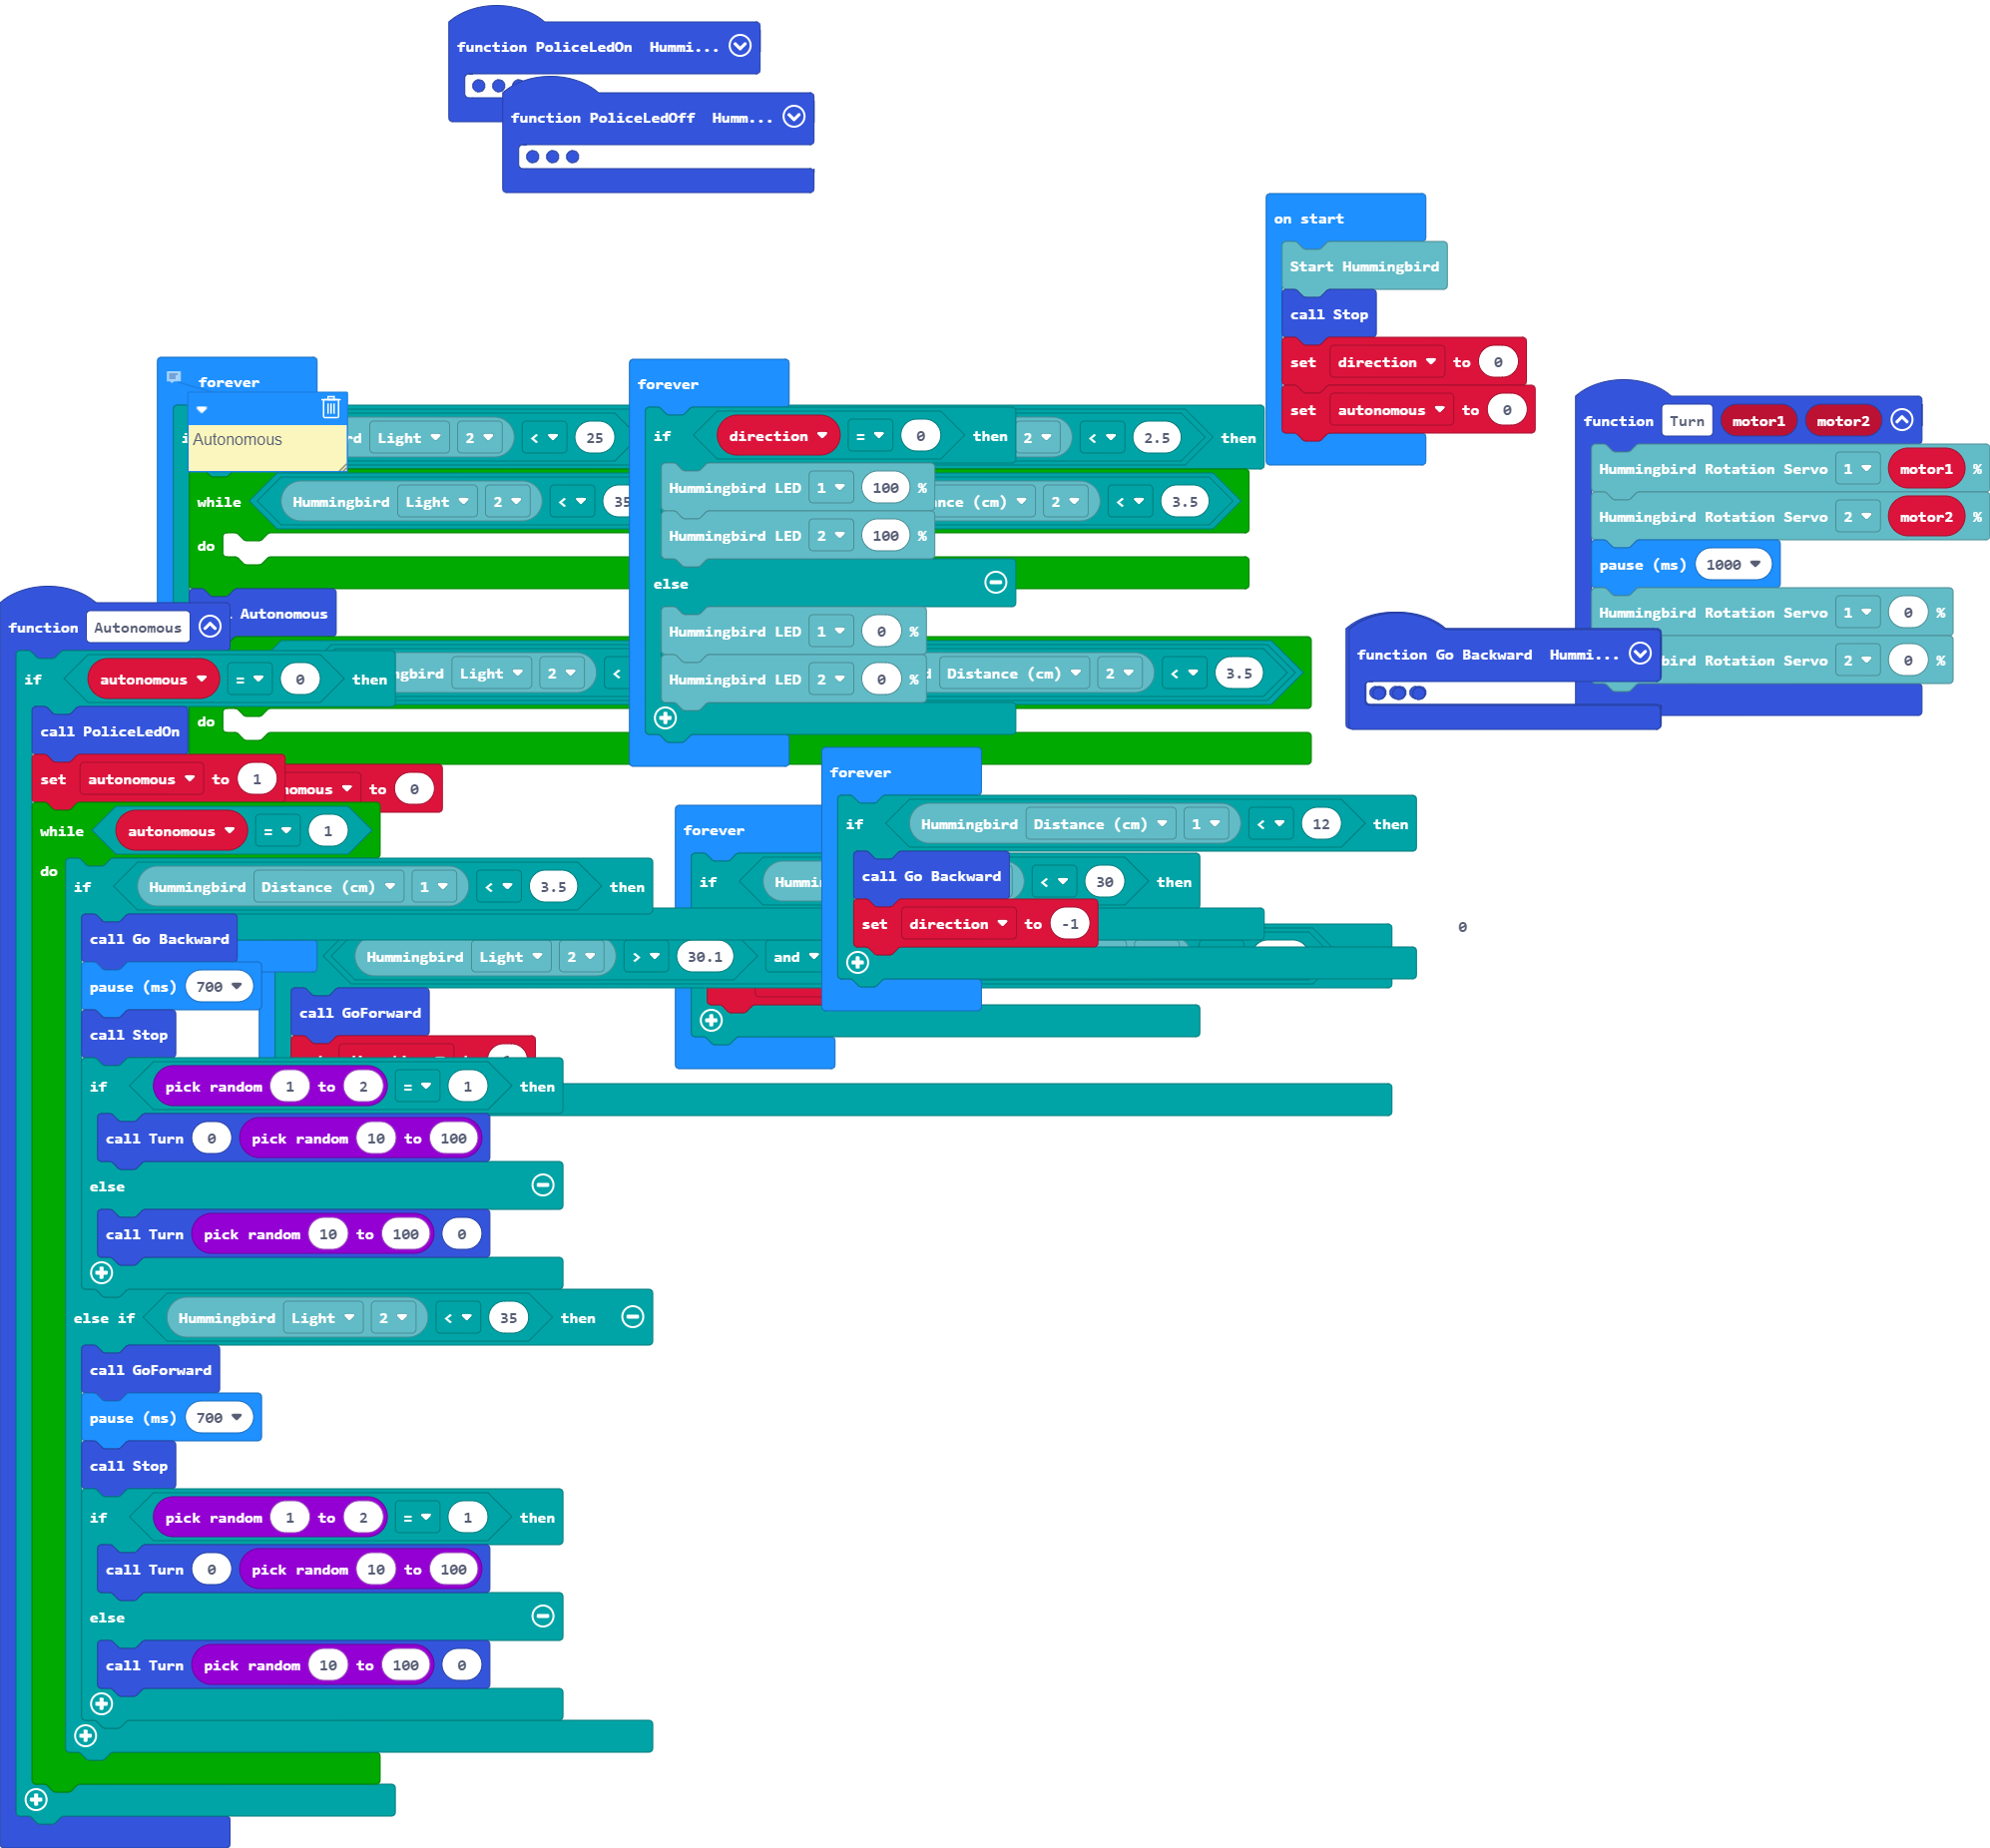 function PoliceLedOn Hummi...
function PoliceLedOff Humm...
on start
Start Hummingbird
call Stop
set direction to 0
set autonomous to 0
forever
Autonomous
Light 2 < 25
2 < 2.5 then
while Hummingbird Light 2 < 35
(cm) 2 < 3.5
do
Autonomous
Light 2 <
Distance (cm) 2 < 3.5
do
to 0
forever
if direction = 0 then
Hummingbird LED 1 100 %
Hummingbird LED 2 100 %
else
Hummingbird LED 1 0 %
Hummingbird LED 2 0 %
function Turn motor1 motor2
Hummingbird Rotation Servo 1 motor1 %
Hummingbird Rotation Servo 2 motor2 %
pause (ms) 1000
Hummingbird Rotation Servo 1 0 %
Rotation Servo 2 0 %
function Go Backward Hummi...
forever
if Hummingbird Distance (cm) 1 < 12 then
call Go Backward
set direction to -1
forever
if
< 30 then
0
Hummingbird Light 2 > 30.1 and
call GoForward
function Autonomous
if autonomous = 0 then
call PoliceLedOn
set autonomous to 1
while autonomous = 1
do if Hummingbird Distance (cm) 1 < 3.5 then
call Go Backward
pause (ms) 700
call Stop
if pick random 1 to 2 = 1 then
call Turn 0 pick random 10 to 100
else
call Turn pick random 10 to 100 0
else if Hummingbird Light 2 < 35 then
call GoForward
pause (ms) 700
call Stop
if pick random 1 to 2 = 1 then
call Turn 0 pick random 10 to 100
else
call Turn pick random 10 to 100 0